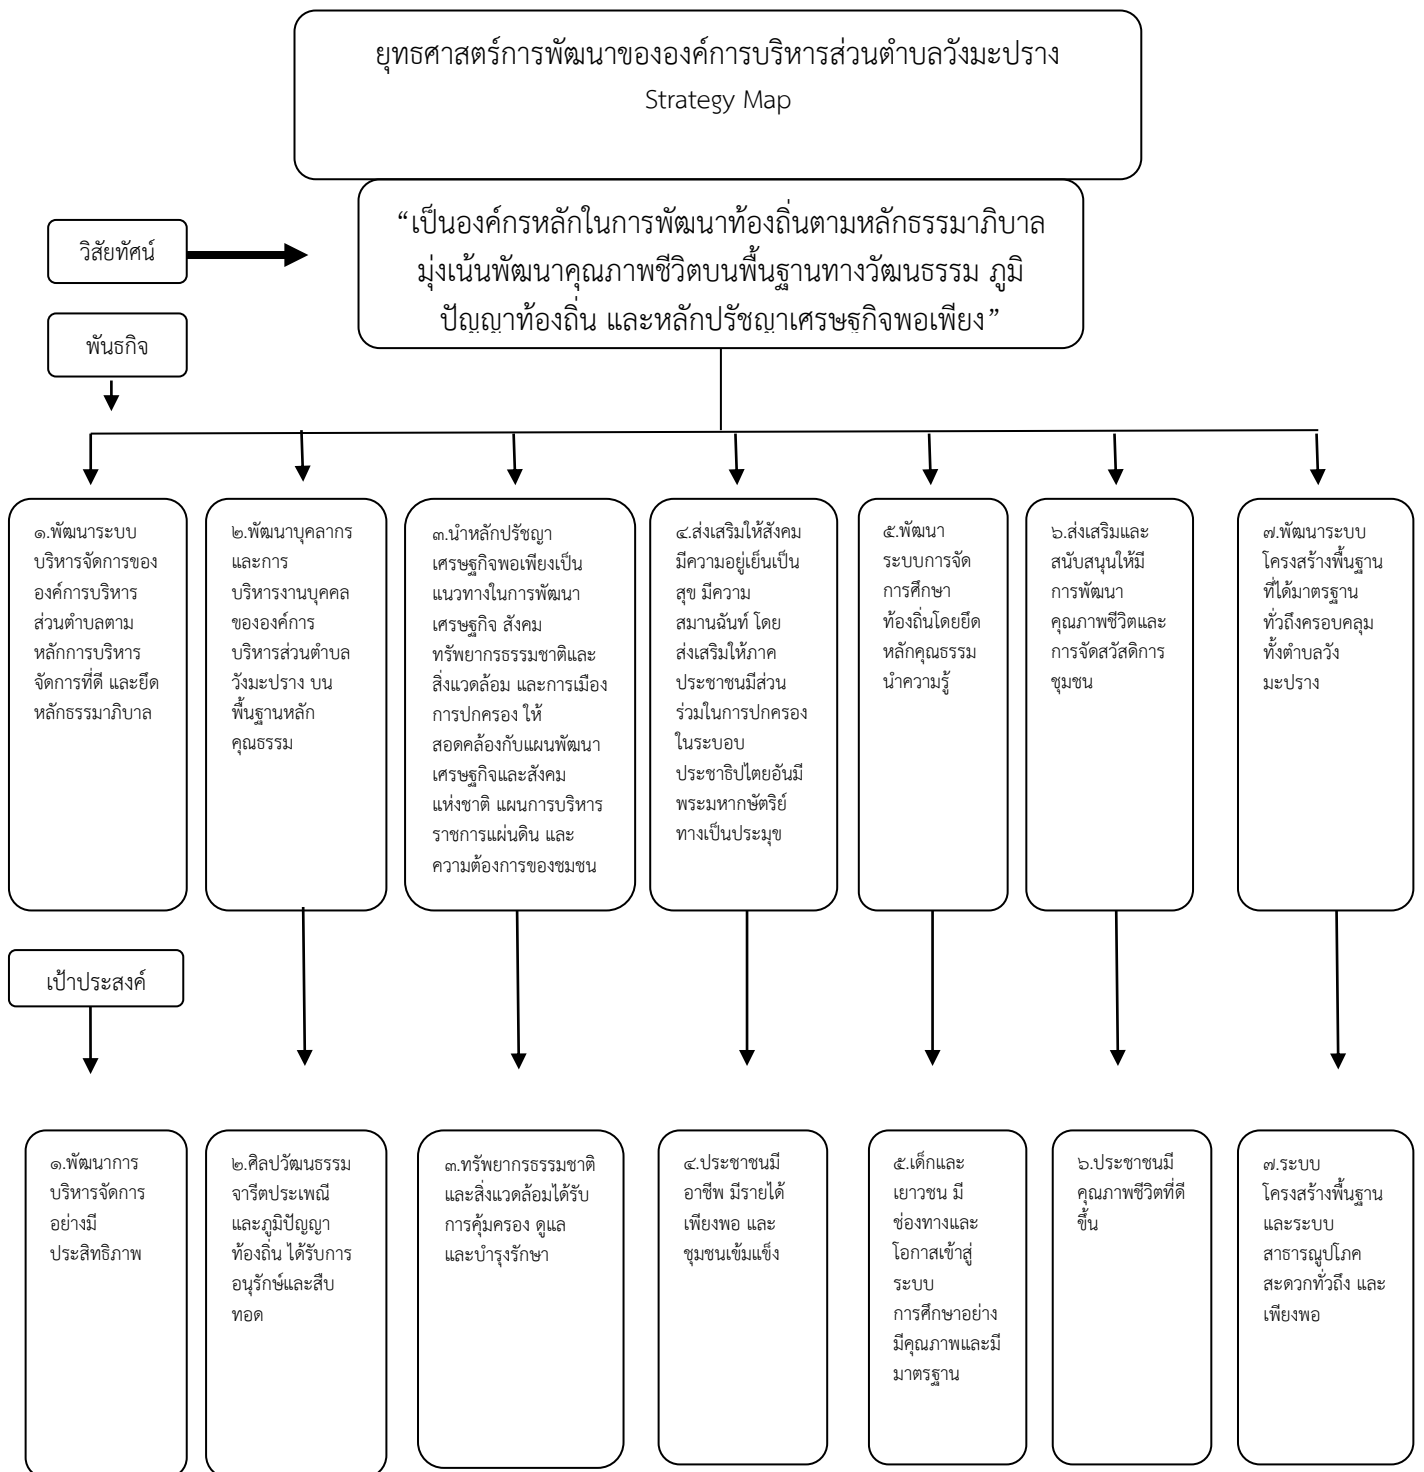 ยุทธศาสตร์การพัฒนาขององค์การบริหารส่วนตำบลวังมะปราง
Strategy Map
“เป็นองค์กรหลักในการพัฒนาท้องถิ่นตามหลักธรรมาภิบาล
มุ่งเน้นพัฒนาคุณภาพชีวิตบนพื้นฐานทางวัฒนธรรม ภูมิ
ปัญญาท้องถิ่น และหลักปรัชญาเศรษฐกิจพอเพียง”
วิสัยทัศน์
พันธกิจ
๑.พัฒนาระบบ
บริหารจัดการของ
องค์การบริหาร
ส่วนตำบลตาม
หลักการบริหาร
จัดการที่ดี และยึด
หลักธรรมาภิบาล
๒.พัฒนาบุคลากร
และการ
บริหารงานบุคคล
ขององค์การ
บริหารส่วนตำบล
วังมะปราง บน
พื้นฐานหลัก
คุณธรรม
๓.นำหลักปรัชญา
เศรษฐกิจพอเพียงเป็น
แนวทางในการพัฒนา
เศรษฐกิจ สังคม
ทรัพยากรธรรมชาติและ
สิ่งแวดล้อม และการเมือง
การปกครอง ให้
สอดคล้องกับแผนพัฒนา
เศรษฐกิจและสังคม
แห่งชาติ แผนการบริหาร
ราชการแผ่นดิน และ
ความต้องการของชมชน
๔.ส่งเสริมให้สังคม
มีความอยู่เย็นเป็น
สุข มีความ
สมานฉันท์ โดย
ส่งเสริมให้ภาค
ประชาชนมีส่วน
ร่วมในการปกครอง
ในระบอบ
ประชาธิปไตยอันมี
พระมหากษัตริย์
ทางเป็นประมุข
๕.พัฒนา
ระบบการจัด
การศึกษา
ท้องถิ่นโดยยึด
หลักคุณธรรม
นำความรู้
๖.ส่งเสริมและ
สนับสนุนให้มี
การพัฒนา
คุณภาพชีวิตและ
การจัดสวัสดิการ
ชุมชน
๗.พัฒนาระบบ
โครงสร้างพื้นฐาน
ที่ได้มาตรฐาน
ทั่วถึงครอบคลุม
ทั้งตำบลวัง
มะปราง
เป้าประสงค์
๑.พัฒนาการ
บริหารจัดการ
อย่างมี
ประสิทธิภาพ
๒.ศิลปวัฒนธรรม
จารีตประเพณี
และภูมิปัญญา
ท้องถิ่น ได้รับการ
อนุรักษ์และสืบ
ทอด
๓.ทรัพยากรธรรมชาติ
และสิ่งแวดล้อมได้รับ
การคุ้มครอง ดูแล
และบำรุงรักษา
๔.ประชาชนมี
อาชีพ มีรายได้
เพียงพอ และ
ชุมชนเข้มแข็ง
๕.เด็กและ
เยาวชน มี
ช่องทางและ
โอกาสเข้าสู่
ระบบ
การศึกษาอย่าง
มีคุณภาพและมี
มาตรฐาน
๖.ประชาชนมี
คุณภาพชีวิตที่ดี
ขึ้น
๗.ระบบ
โครงสร้างพื้นฐาน
และระบบ
สาธารณูปโภค
สะดวกทั่วถึง และ
เพียงพอ